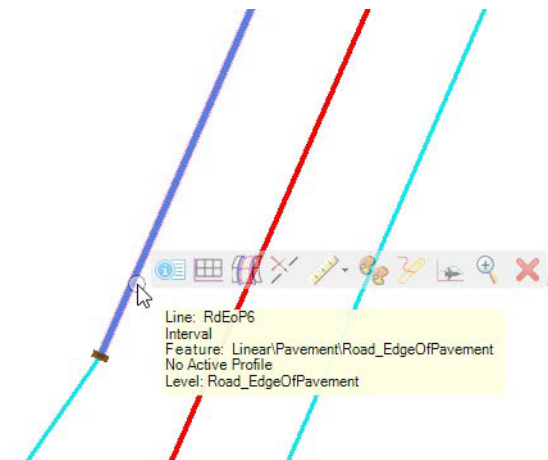 Line: RdEoP6
Interval
Feature: Linear\Pavement\Road_EdgeOfPavement
No Active Profile
Level: Road_EdgeOfPavement